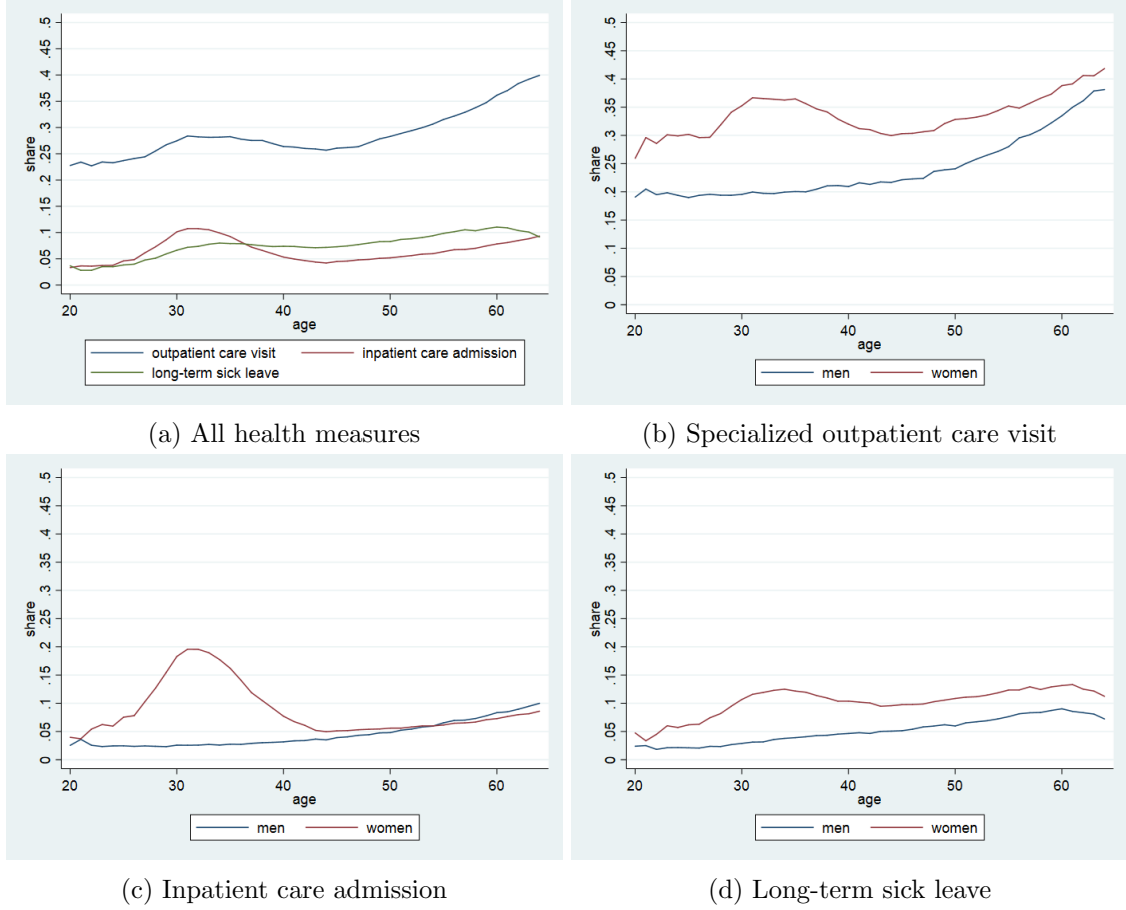 .5
.45
.4
.35
.3
.25
.2
.15
.1
.05
0
share
20 30 40 50 60
age
outpatient care visit inpatient care admission
long-term sick leave
(a) All health measures
.5
.45
.4
.35
.3
.25
.2
.15
.1
.05
0
share
20 30 40 50 60
age
men women
(b) Specialized outpatient care visit
.5
.45
.4
.35
.3
.25
.2
.15
.1
.05
0
share
20 30 40 50 60
age
men women
(c) Inpatient care admission
.5
.45
.4
.35
.3
.25
.2
.15
.1
.05
0
share
20 30 40 50 60
age
men women
(d) Long-term sick leave